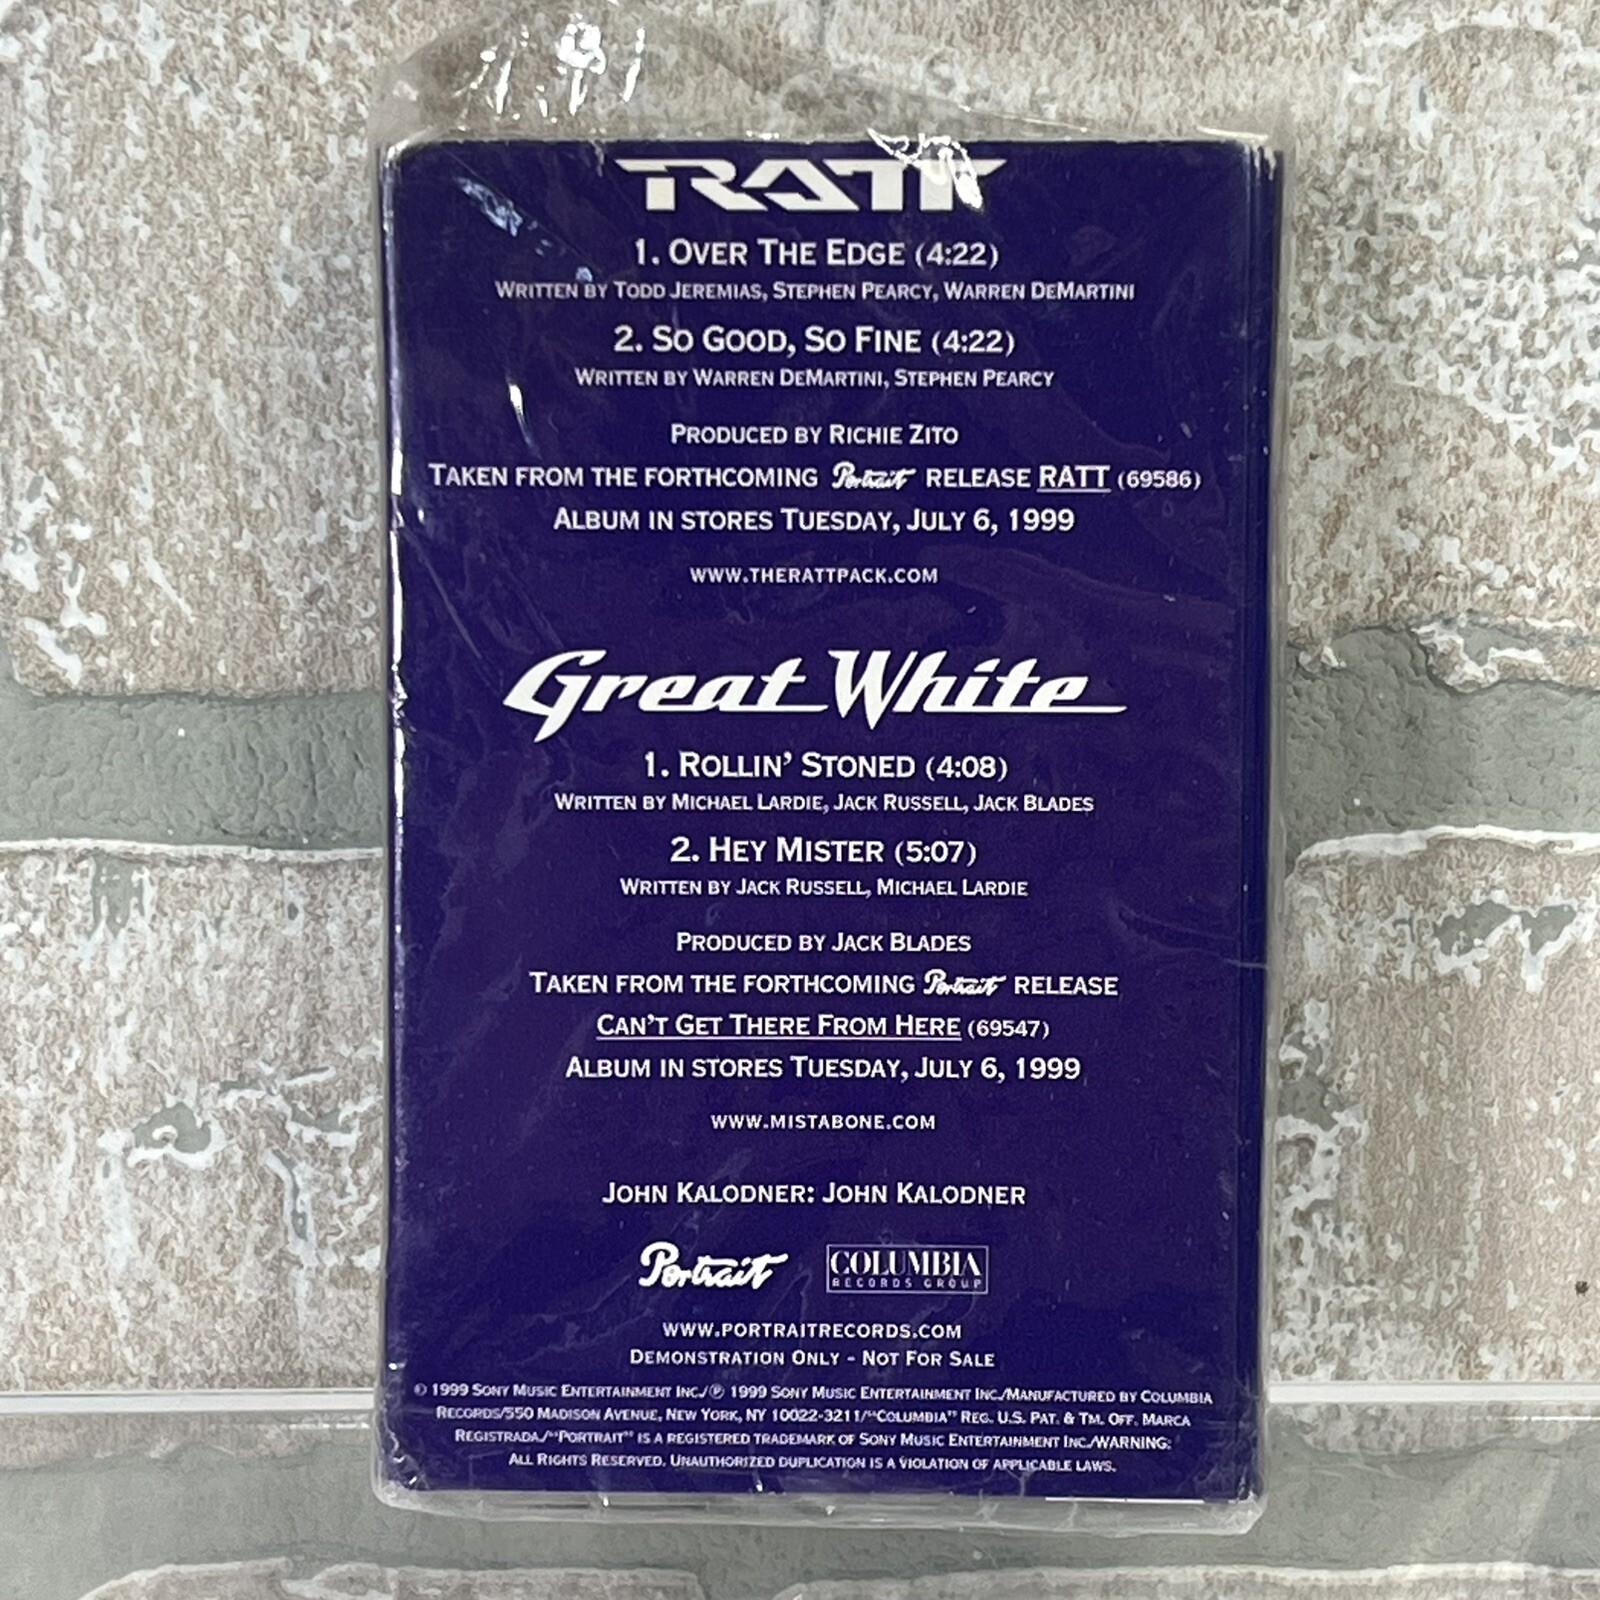 RATT
1. OVER THE EDGE (4:22)
WRITTEN BY TODD JEREMIAS, STEPHEN PEARCY, WARREN DEMARTINI
2. SO GOOD, SO FINE (4:22)
WRITTEN BY WARREN DEMARTINI, STEPHEN PEARCY
PRODUCED BY RICHIE ZITO
TAKEN FROM THE FORTHCOMING Portrait RELEASE RATT (69586)
ALBUM IN STORES TUESDAY, JULY 6, 1999
WWW.THERATTPACK.COM
Great White
1. ROLLIN' STONED (4:08)
WRITTEN BY MICHAEL LARDIE, JACK RUSSELL, JACK BLADES
2. HEY MISTER (5:07)
WRITTEN BY JACK RUSSELL, MICHAEL LARDIE
PRODUCED BY JACK BLADES
TAKEN FROM THE FORTHCOMING Portrait RELEASE
CAN'T GET THERE FROM HERE (69547)
ALBUM IN STORES TUESDAY, JULY 6, 1999
WWW.MISTABONE.COM
JOHN KALODNER: JOHN KALODNER
Portrait COLUMBIA
RECORDS GROUP
WWW.PORTRAITRECORDS.COM
DEMONSTRATION ONLY - NOT FOR SALE
© 1999 SONY MUSIC ENTERTAINMENT INC./℗ 1999 SONY MUSIC ENTERTAINMENT INC./MANUFACTURED BY COLUMBIA
RECORDS/550 MADISON AVENUE, NEW YORK, NY 10022-3211/"COLUMBIA" REG. U.S. PAT. & TM. OFF. MARCA
REGISTRADA./"PORTRAIT" IS A REGISTERED TRADEMARK OF SONY MUSIC ENTERTAINMENT INC./WARNING:
ALL RIGHTS RESERVED. UNAUTHORIZED DUPLICATION IS A VIOLATION OF APPLICABLE LAWS.